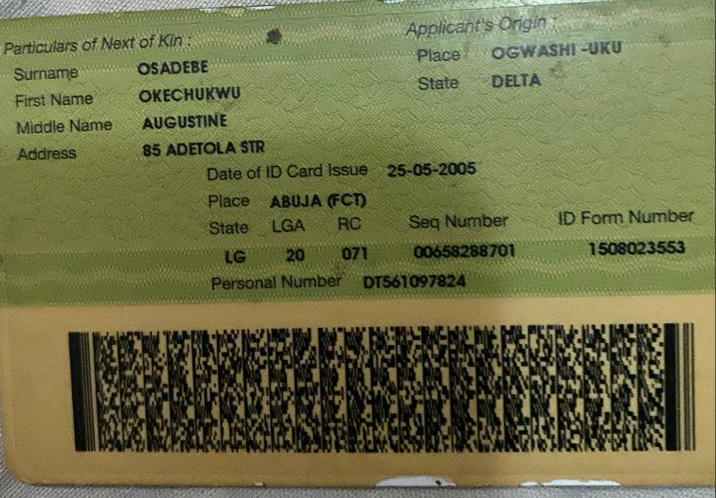 Particulars of Next of Kin :
Surname OSADEBE
First Name OKECHUKWU
Middle Name AUGUSTINE
Address 85 ADETOLA STR
Applicant's Origin :
Place OGWASHI -UKU
State DELTA
Date of ID Card Issue 25-05-2005
Place ABUJA (FCT)
State LGA RC Seq Number ID Form Number
LG 20 071 00658288701 1508023553
Personal Number DT561097824